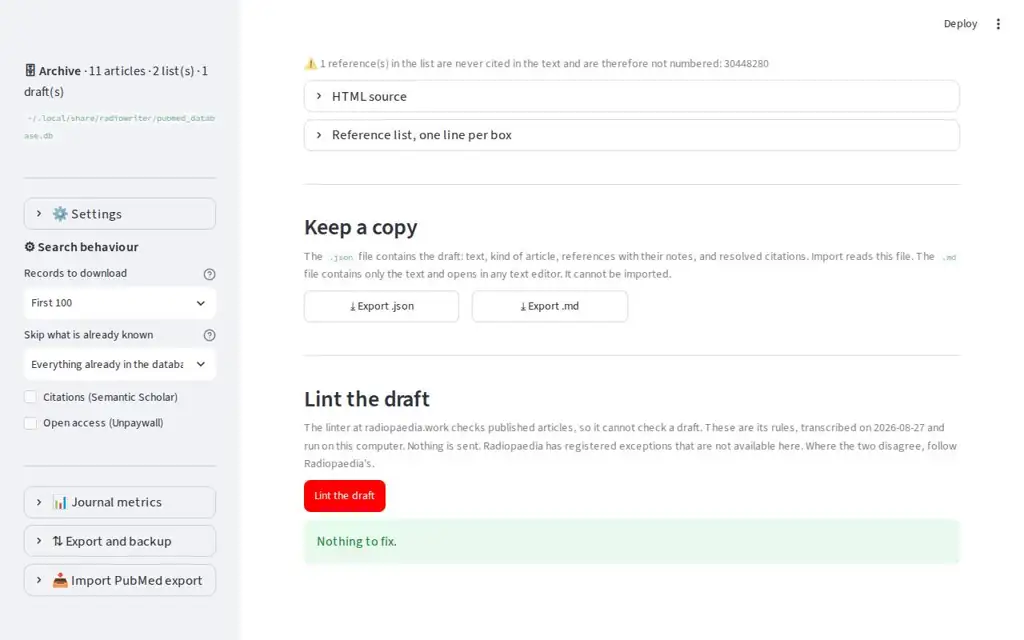 Deploy
Archive · 11 articles · 2 list(s) · 1
draft(s)
~/.local/share/radiowriter/pubmed_datab
ase.db
Settings
Search behaviour
Records to download
First 100
Skip what is already known
Everything already in the databa
Citations (Semantic Scholar)
Open access (Unpaywall)
Journal metrics
Export and backup
Import PubMed export
1 reference(s) in the list are never cited in the text and are therefore not numbered: 30448280
HTML source
Reference list, one line per box
Keep a copy
The .json file contains the draft: text, kind of article, references with their notes, and resolved citations. Import reads this file. The .md
file contains only the text and opens in any text editor. It cannot be imported.
Export .json
Export .md
Lint the draft
The linter at radiopaedia.work checks published articles, so it cannot check a draft. These are its rules, transcribed on 2026-08-27 and
run on this computer. Nothing is sent. Radiopaedia has registered exceptions that are not available here. Where the two disagree, follow
Radiopaedia's.
Lint the draft
Nothing to fix.